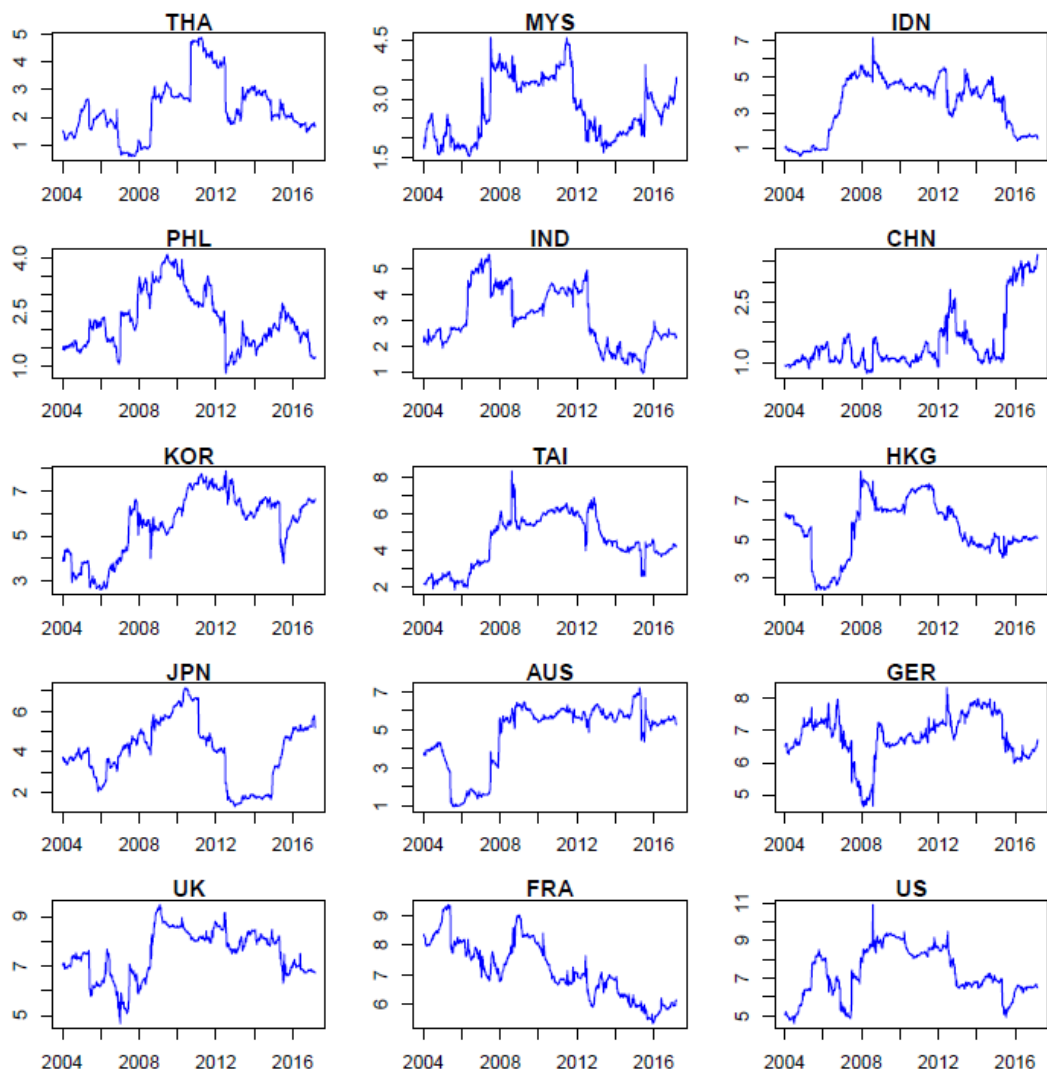 THA MYS IDN
5 4 3 2 1
4.5 3.0 1.5
7 5 3 1
2004 2008 2012 2016 2004 2008 2012 2016 2004 2008 2012 2016
PHL IND CHN
4.0 2.5 1.0
5 4 3 2 1
2.5 1.0
2004 2008 2012 2016 2004 2008 2012 2016 2004 2008 2012 2016
KOR TAI HKG
7 5 3
8 6 4 2
7 5 3
2004 2008 2012 2016 2004 2008 2012 2016 2004 2008 2012 2016
JPN AUS GER
6 4 2
7 5 3 1
8 7 6 5
2004 2008 2012 2016 2004 2008 2012 2016 2004 2008 2012 2016
UK FRA US
9 7 5
9 8 7 6
11 9 7 5
2004 2008 2012 2016 2004 2008 2012 2016 2004 2008 2012 2016